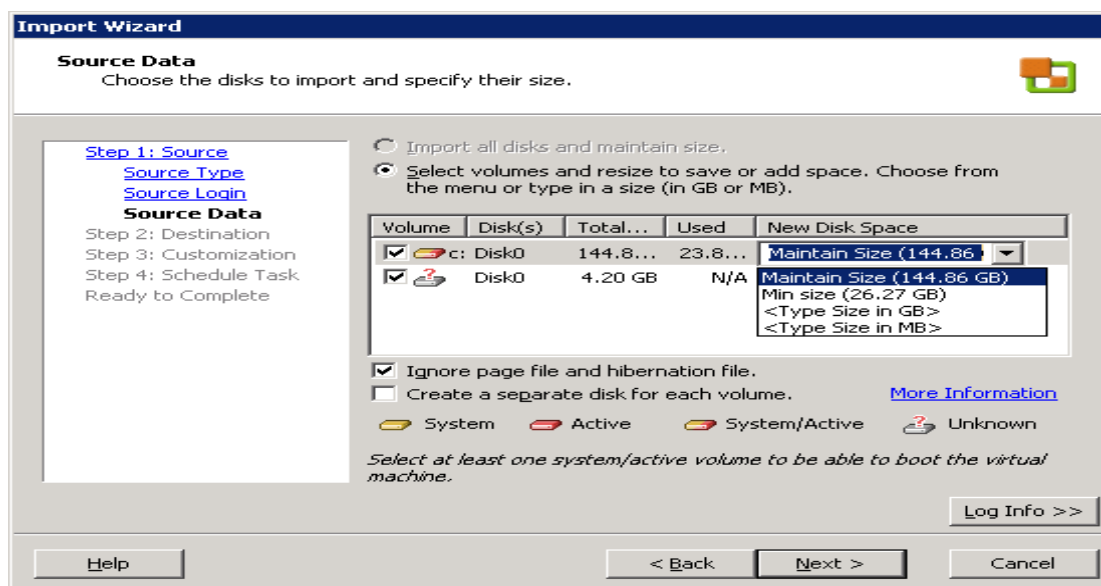 Import Wizard
Source Data
Choose the disks to import and specify their size.
Step 1: Source
Source Type
Source Login
Source Data
Step 2: Destination
Step 3: Customization
Step 4: Schedule Task
Ready to Complete
Import all disks and maintain size.
Select volumes and resize to save or add space. Choose from
the menu or type in a size (in GB or MB).
Volume Disk(s) Total... Used New Disk Space
c: Disk0 144.8... 23.8... Maintain Size (144.86
Disk0 4.20 GB N/A Maintain Size (144.86 GB)
Min size (26.27 GB)
<Type Size in GB>
<Type Size in MB>
Ignore page file and hibernation file.
Create a separate disk for each volume. More Information
System Active System/Active Unknown
Select at least one system/active volume to be able to boot the virtual
machine.
Log Info >>
Help < Back Next > Cancel